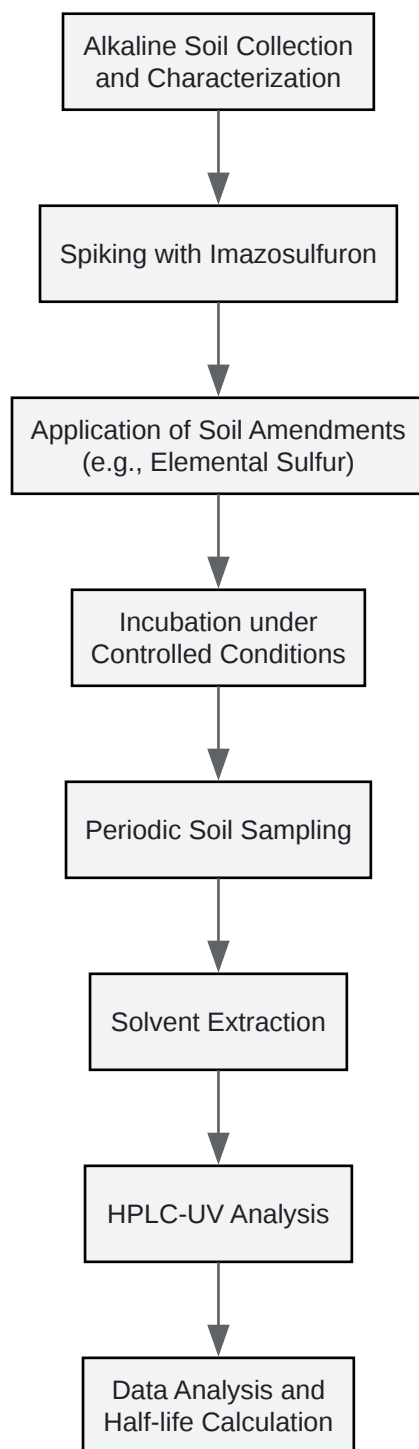 Alkaline Soil Collection
and Characterization
Spiking with Imazosulfuron
Application of Soil Amendments
(e.g., Elemental Sulfur)
Incubation under
Controlled Conditions
Periodic Soil Sampling
Solvent Extraction
HPLC-UV Analysis
Data Analysis and
Half-life Calculation